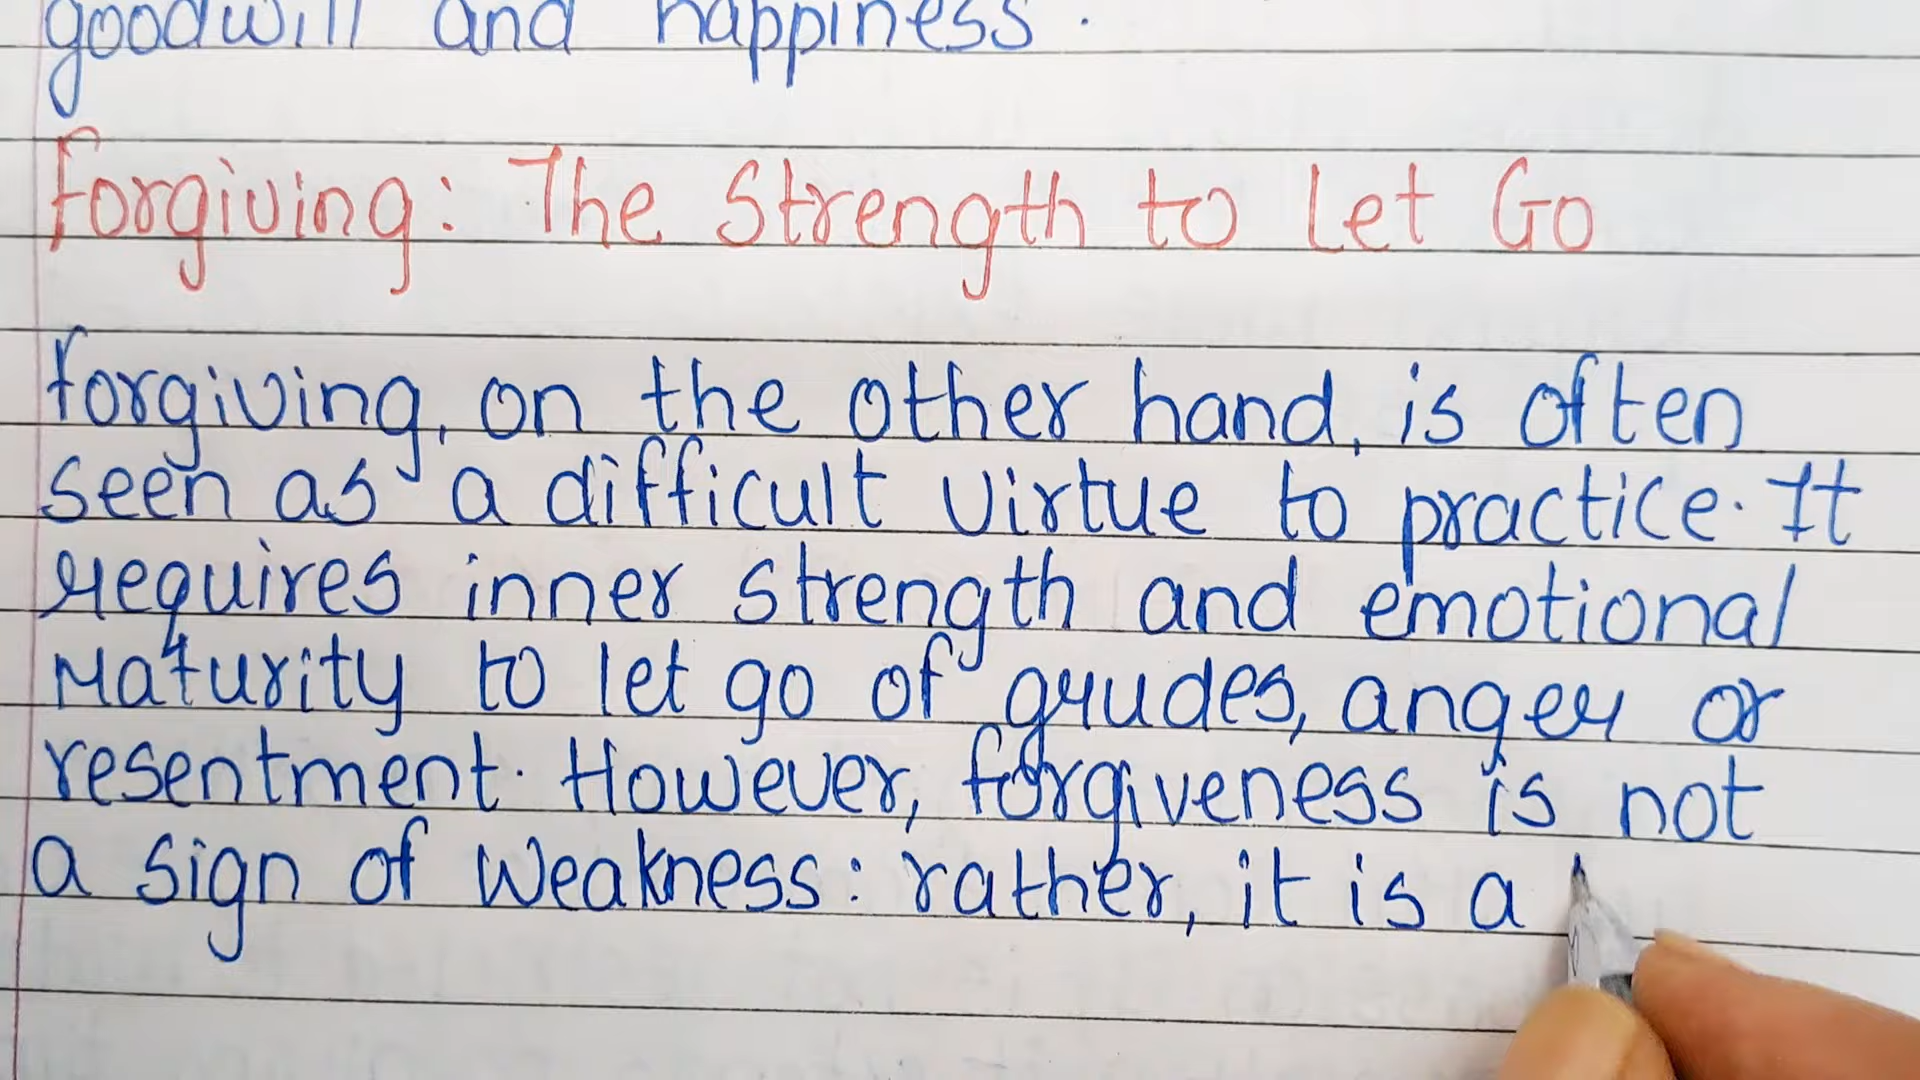 goodwill and happiness.
Forgiving: The Strength to Let Go
forgiving, on the other hand, is often
seen as a difficult virtue to practice. It
requires inner strength and emotional
Maturity to let go of grudes, anger or
resentment. However, forgiveness is not
a sign of weakness: rather, it is a